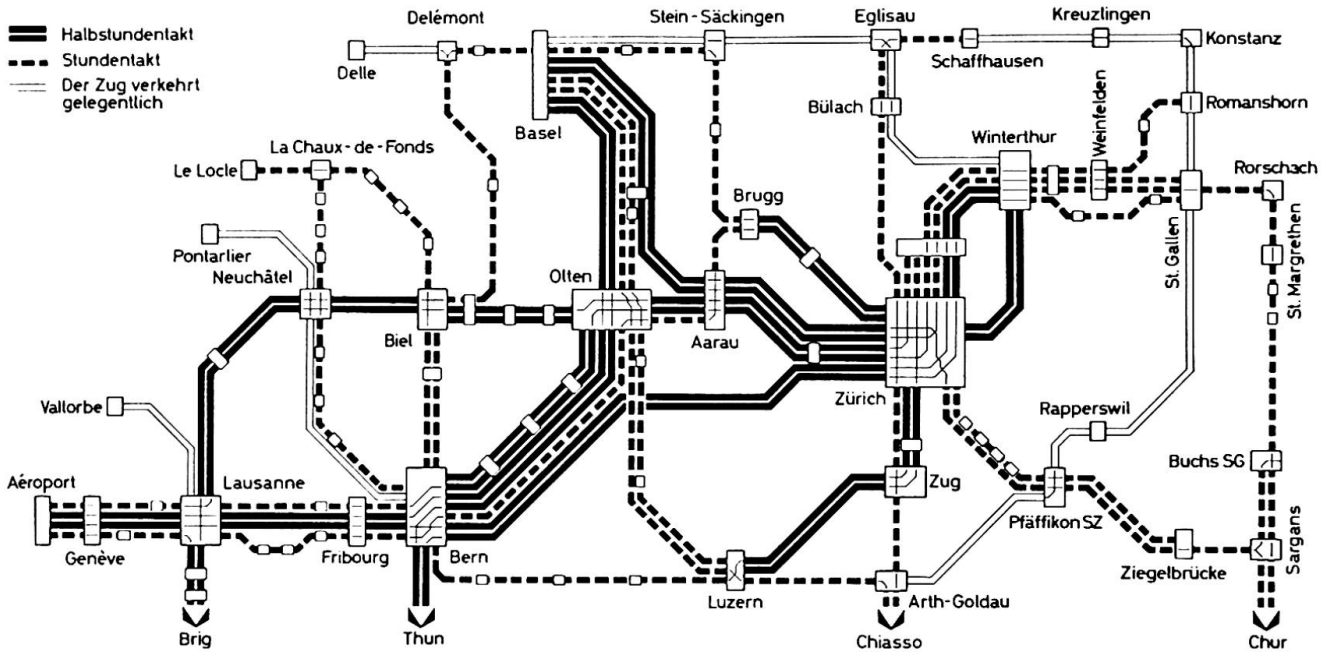 Halbstundentakt
Stundentakt
Der Zug verkehrt
gelegentlich
Delémont
Stein-Säckingen
Eglisau
Kreuzlingen
Konstanz
Delle
Schaffhausen
Basel
Bülach
Romanshorn
Weinfelden
Winterthur
La Chaux-de-Fonds
Le Locle
Brugg
Rorschach
Pontarlier
Neuchâtel
Olten
St. Gallen
St. Margrethen
Biel
Aarau
Zürich
Vallorbe
Rapperswil
Aéroport
Lausanne
Zug
Buchs SG
Pfäffikon SZ
Genève
Fribourg
Bern
Ziegelbrücke
Sargans
Luzern
Arth-Goldau
Brig
Thun
Chiasso
Chur